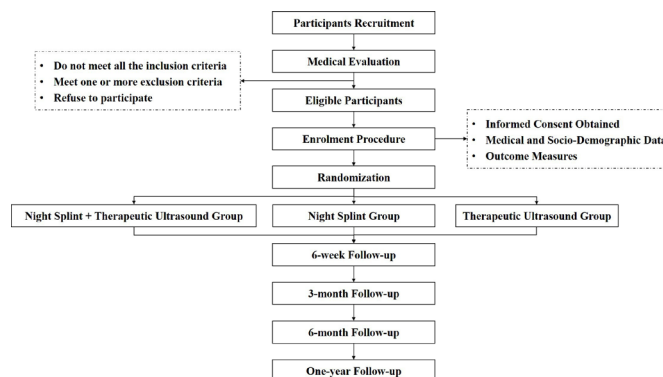 Participants Recruitment
Medical Evaluation
• Do not meet all the inclusion criteria
• Meet one or more exclusion criteria
• Refuse to participate
Eligible Participants
Enrolment Procedure
• Informed Consent Obtained
• Medical and Socio-Demographic Data
• Outcome Measures
Randomization
Night Splint + Therapeutic Ultrasound Group
Night Splint Group
Therapeutic Ultrasound Group
6-week Follow-up
3-month Follow-up
6-month Follow-up
One-year Follow-up